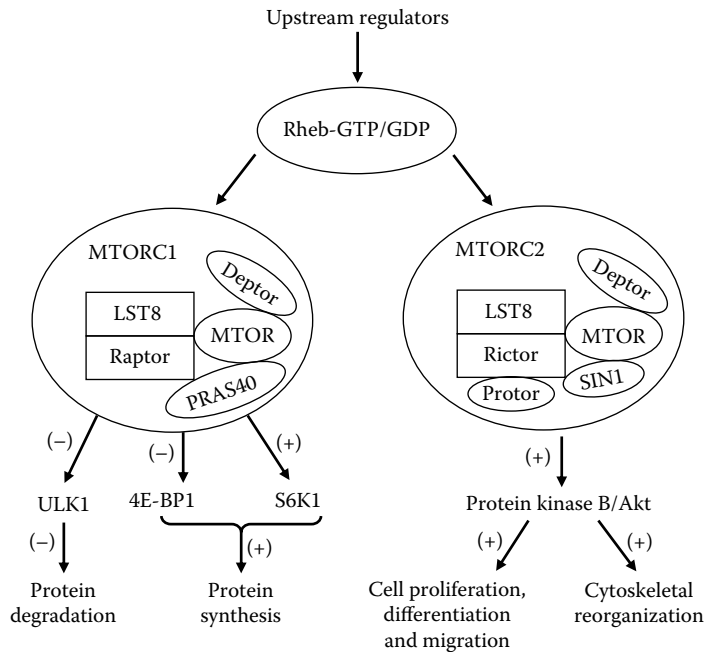 Upstream regulators
Rheb-GTP/GDP
MTORC1
Deptor
LST8
MTOR
Raptor
PRAS40
MTORC2
Deptor
LST8
MTOR
Rictor
SIN1
Protor
(–)
(–)
(+)
ULK1
4E-BP1
S6K1
(–)
(+)
Protein
degradation
Protein
synthesis
(+)
Protein kinase B/Akt
(+)
(+)
Cell proliferation,
differentiation
and migration
Cytoskeletal
reorganization